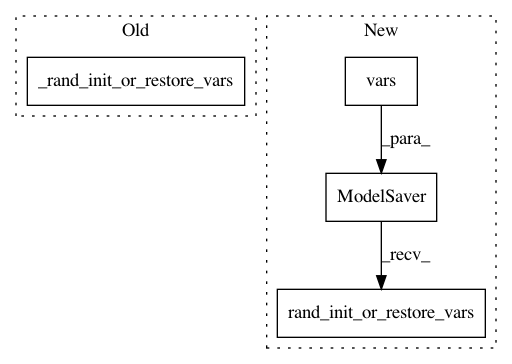 Old
_rand_init_or_restore_vars
New
vars
_para_
ModelSaver
_recv_
rand_init_or_restore_vars